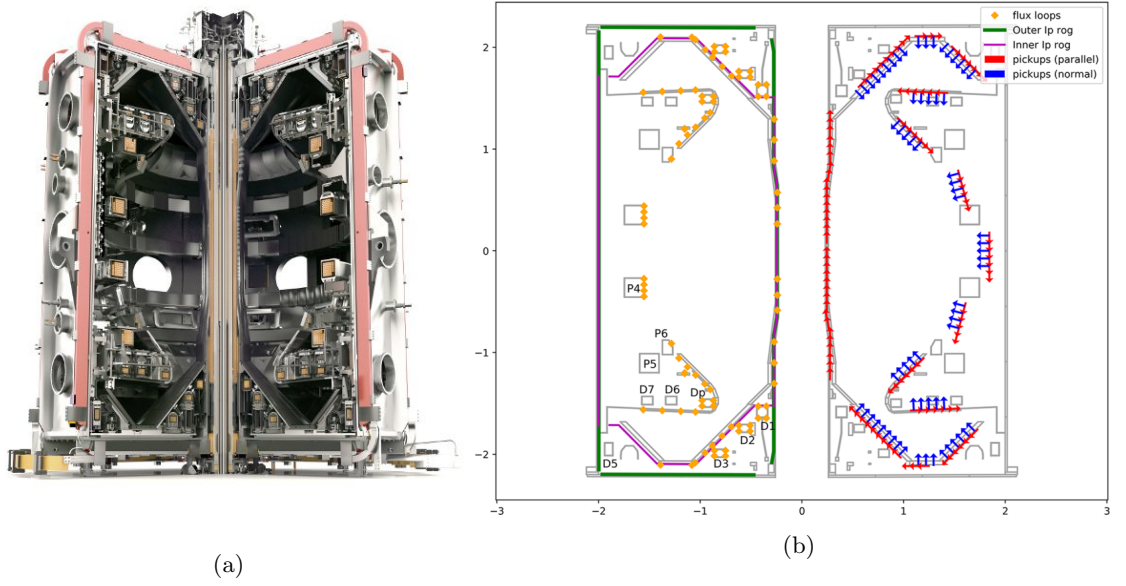 flux loops
Outer Ip rog
Inner Ip rog
pickups (parallel)
pickups (normal)
2
1
0
−1
−2
P4
P6
P5
D7
D6
Dp
D1
D2
D5
D3
−3
−2
−1
0
1
2
3
(a)
(b)